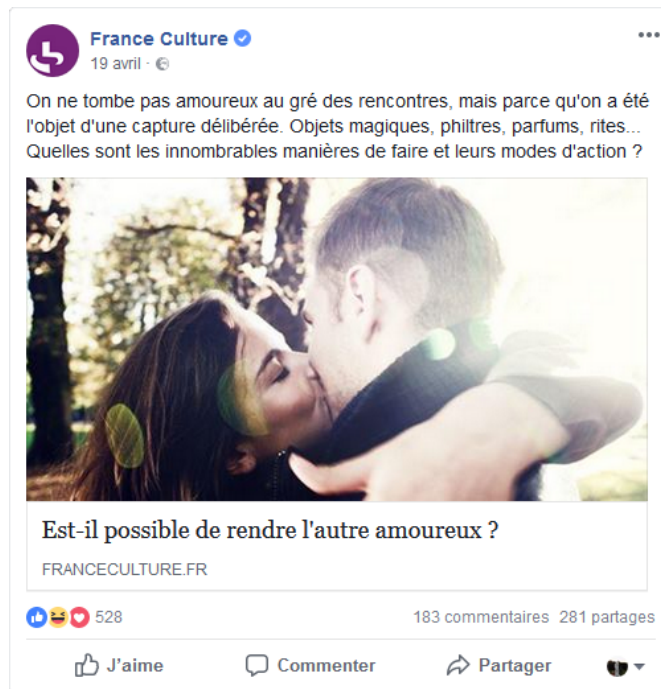 France Culture
19 avril ·
On ne tombe pas amoureux au gré des rencontres, mais parce qu'on a été
l'objet d'une capture délibérée. Objets magiques, philtres, parfums, rites...
Quelles sont les innombrables manières de faire et leurs modes d'action ?
Est-il possible de rendre l'autre amoureux ?
FRANCECULTURE.FR
528 183 commentaires 281 partages
J'aime Commenter Partager